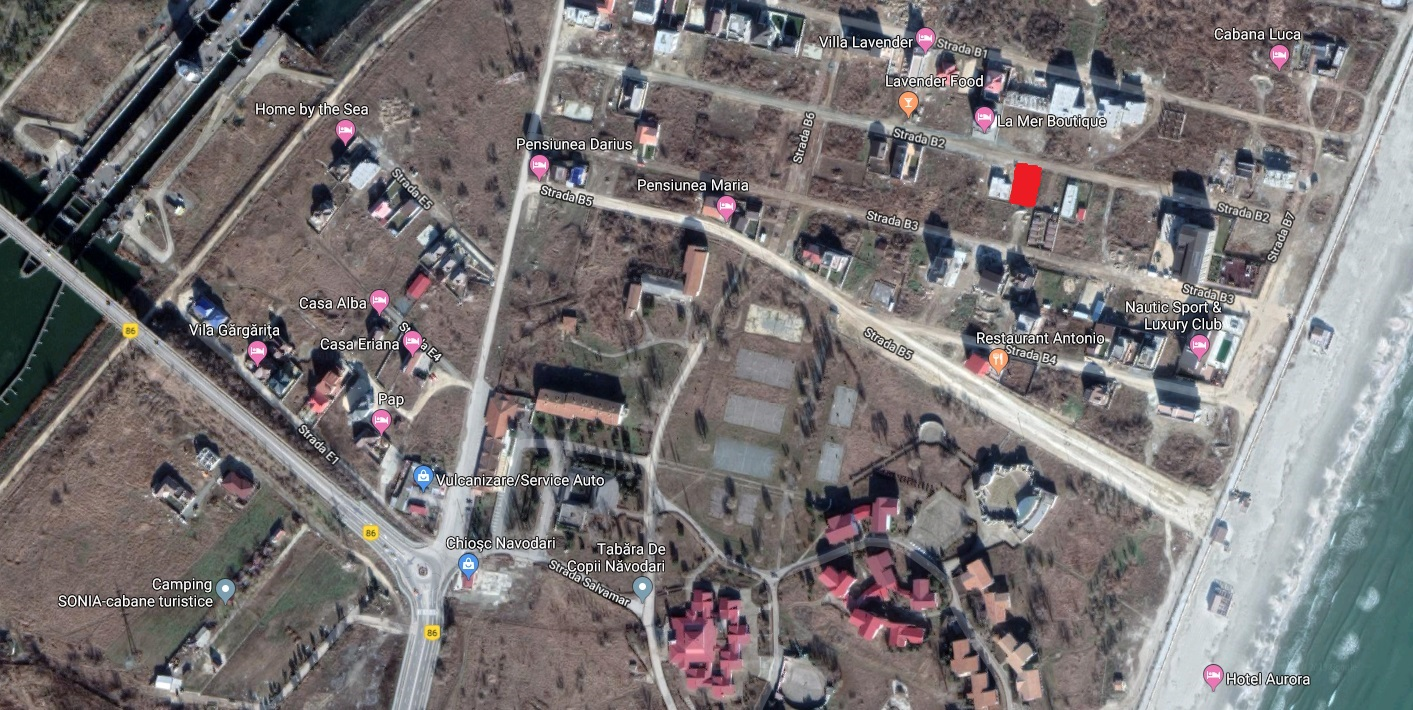 Villa Lavender
Strada B1
Cabana Luca
Lavender Food
Home by the Sea
La Mer Boutique
Strada B6
Strada B2
Pensiunea Darius
Strada E5
Pensiunea Maria
Strada B5
Strada B3
Strada B2
Strada B7
Casa Alba
Strada B3
Nautic Sport &
Luxury Club
86
Vila Gărgărița
Casa Eriana
Strada B5
Restaurant Antonio
Strada B4
Pap
Strada E1
Vulcanizare/Service Auto
86
Chioșc Navodari
Tabăra De
Copii Năvodari
Strada Salvamar
Camping
SONIA-cabane turistice
86
Hotel Aurora